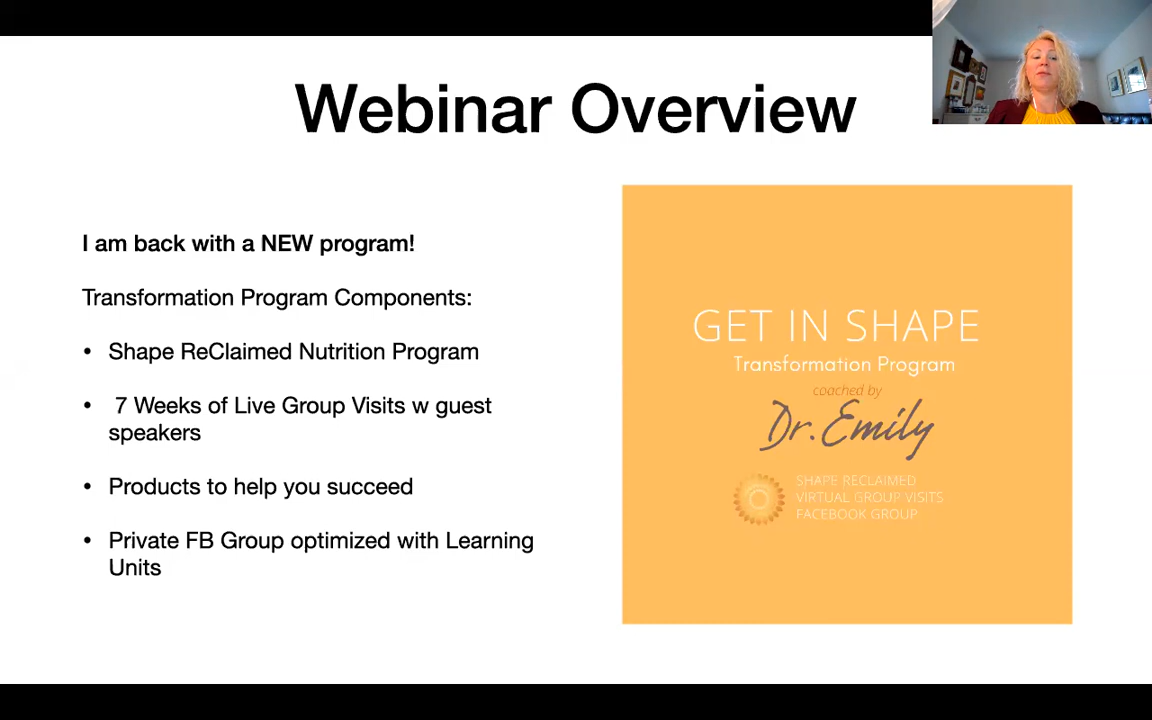 Webinar Overview
I am back with a NEW program!
Transformation Program Components:
• Shape ReClaimed Nutrition Program
• 7 Weeks of Live Group Visits w guest
speakers
• Products to help you succeed
• Private FB Group optimized with Learning
Units
GET IN SHAPE
Transformation Program
coached by
Dr. Emily
SHAPE RECLAIMED
VIRTUAL GROUP VISITS
FACEBOOK GROUP